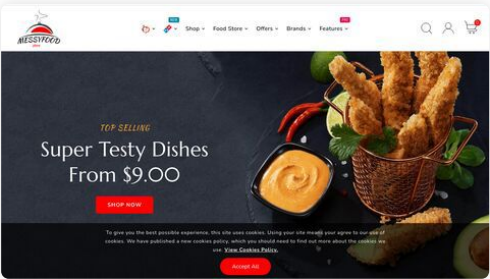 MESSYFOOD
Shop Food Store Offers Brands Features
TOP SELLING
Super Testy Dishes
From $9.00
SHOP NOW
To give you the best possible experience, this site uses cookies. Using your site means your agree to our use of
cookies. We have published a new cookies policy, which you should need to find out more about the cookies we
use. View Cookies Policy.
Accept All